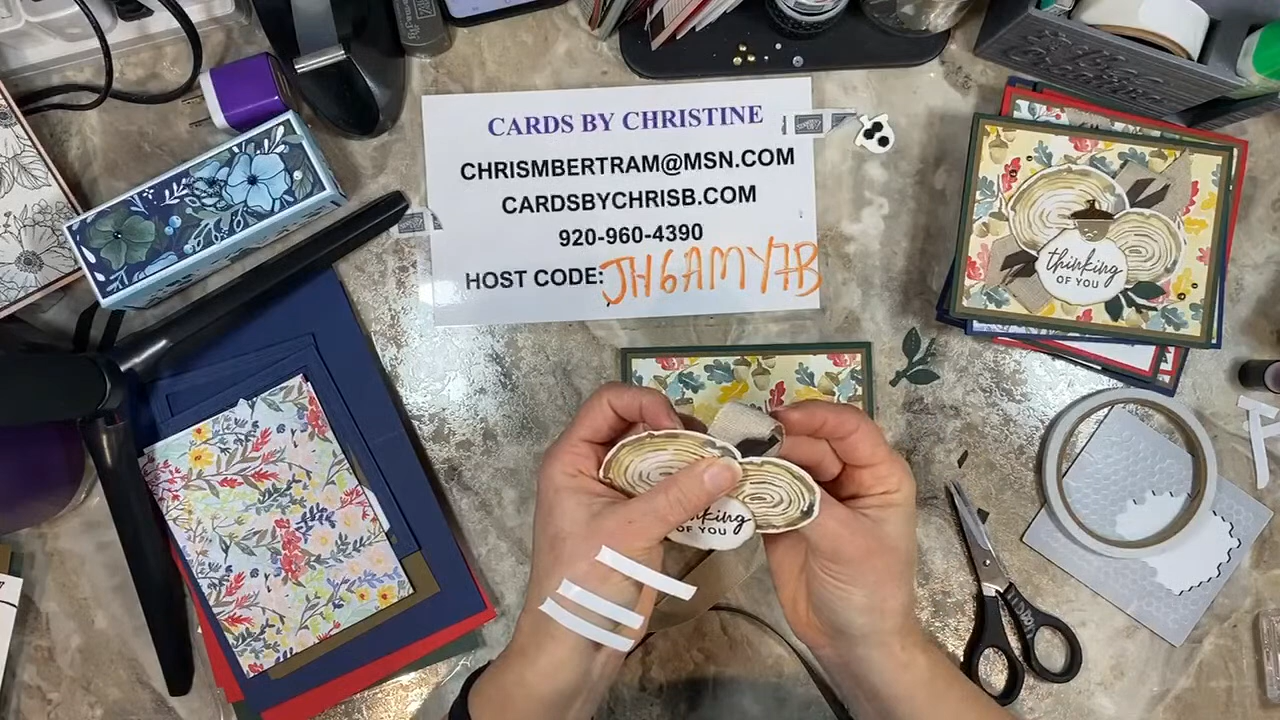 CARDS BY CHRISTINE
CHRISMBERTRAM@MSN.COM
CARDSBYCHRISB.COM
920-960-4390
HOST CODE: JH6AMY7B
thinking
OF YOU
nking
OF YOU